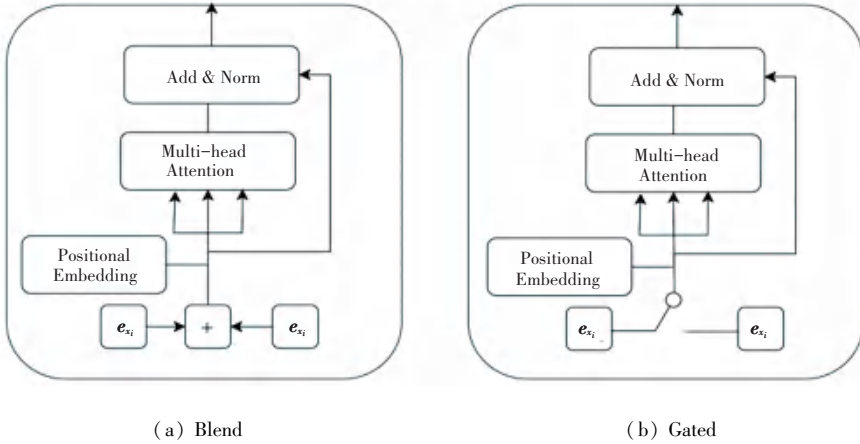 Add & Norm
Multi-head
Attention
Positional
Embedding
e_{x_i}
+
e_{x_i}
(a) Blend
Add & Norm
Multi-head
Attention
Positional
Embedding
e_{x_i}
e_{x_i}
(b) Gated